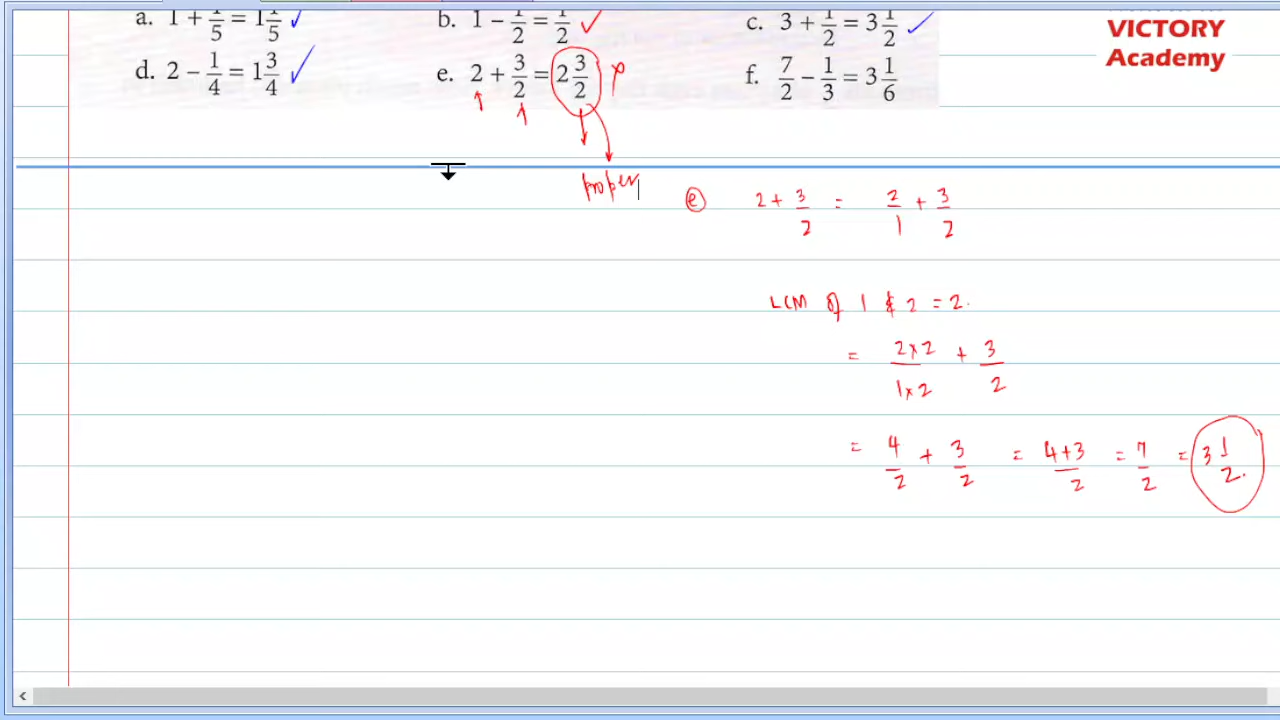 a. 1 + 1/5 = 1 1/5 ✓ b. 1 − 1/2 = 1/2 ✓ c. 3 + 1/2 = 3 1/2 ✓
VICTORY
Academy
d. 2 − 1/4 = 1 3/4 ✓ e. 2 + 3/2 = 2 3/2 ✗ f. 7/2 − 1/3 = 3 1/6
proper
(e) 2 + 3/2 = 2/1 + 3/2
LCM of 1 & 2 = 2.
= 2×2/1×2 + 3/2
= 4/2 + 3/2 = 4+3/2 = 7/2 = 3 1/2.